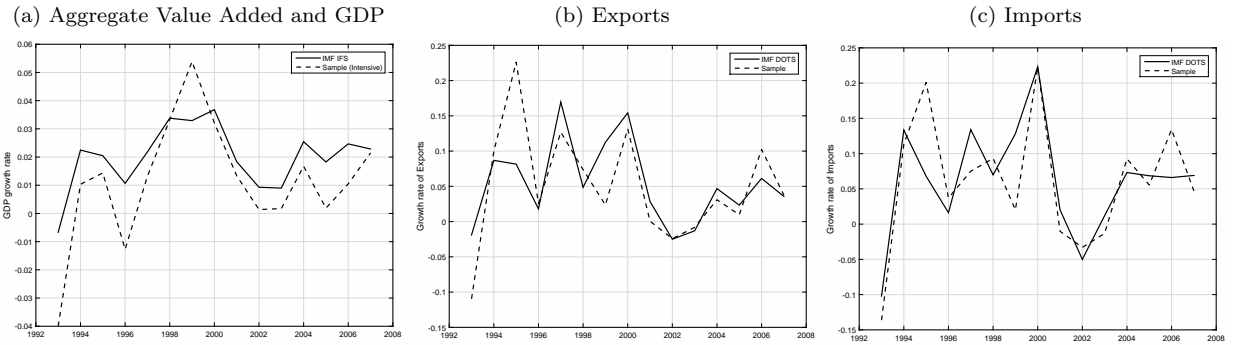 (a) Aggregate Value Added and GDP
0.06
0.05
0.04
0.03
0.02
0.01
0
-0.01
-0.02
-0.03
-0.04
GDP growth rate
IMF IFS
Sample (Intensive)
1992 1994 1996 1998 2000 2002 2004 2006 2008
(b) Exports
0.25
0.2
0.15
0.1
0.05
0
-0.05
-0.1
-0.15
Growth rate of Exports
IMF DOTS
Sample
1992 1994 1996 1998 2000 2002 2004 2006 2008
(c) Imports
0.25
0.2
0.15
0.1
0.05
0
-0.05
-0.1
-0.15
Growth rate of Imports
IMF DOTS
Sample
1992 1994 1996 1998 2000 2002 2004 2006 2008